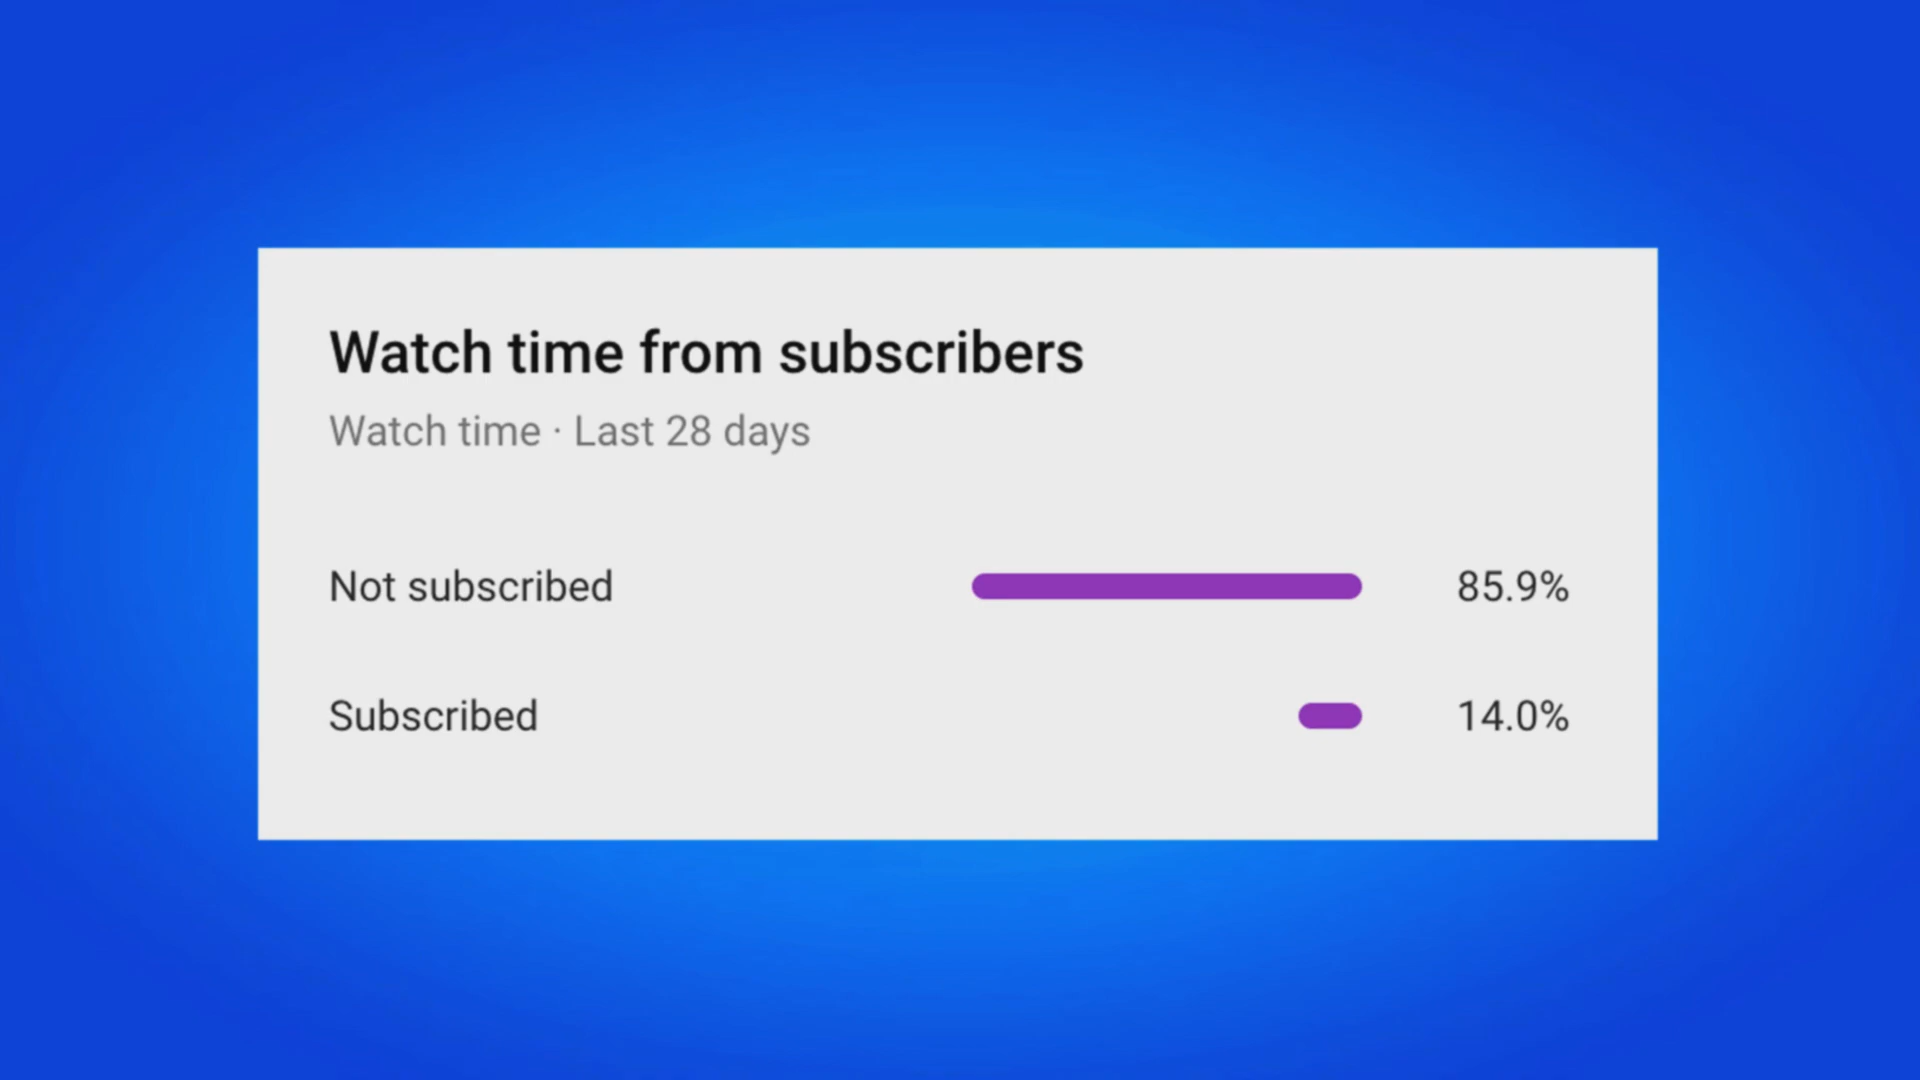 Watch time from subscribers
Watch time · Last 28 days
Not subscribed 85.9%
Subscribed 14.0%